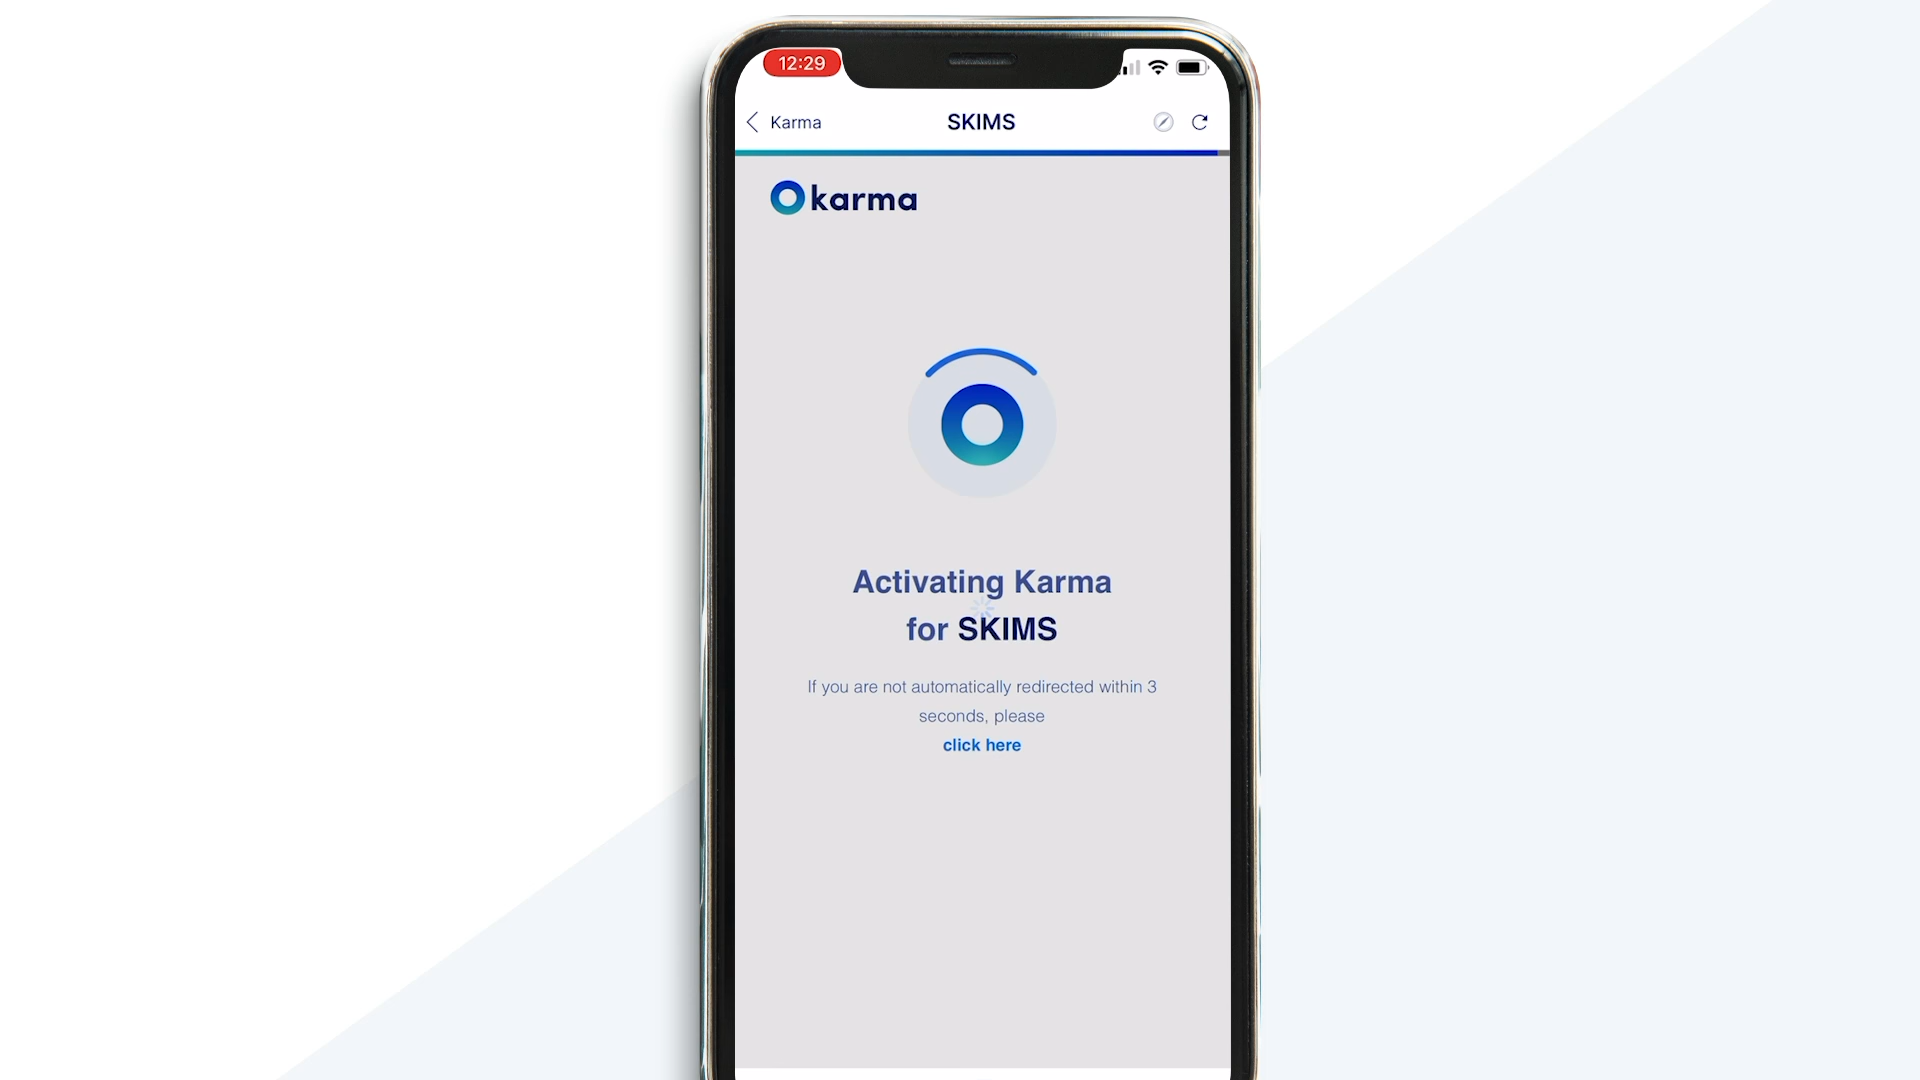 12:29
Karma
SKIMS
karma
Activating Karma
for SKIMS
If you are not automatically redirected within 3
seconds, please
click here